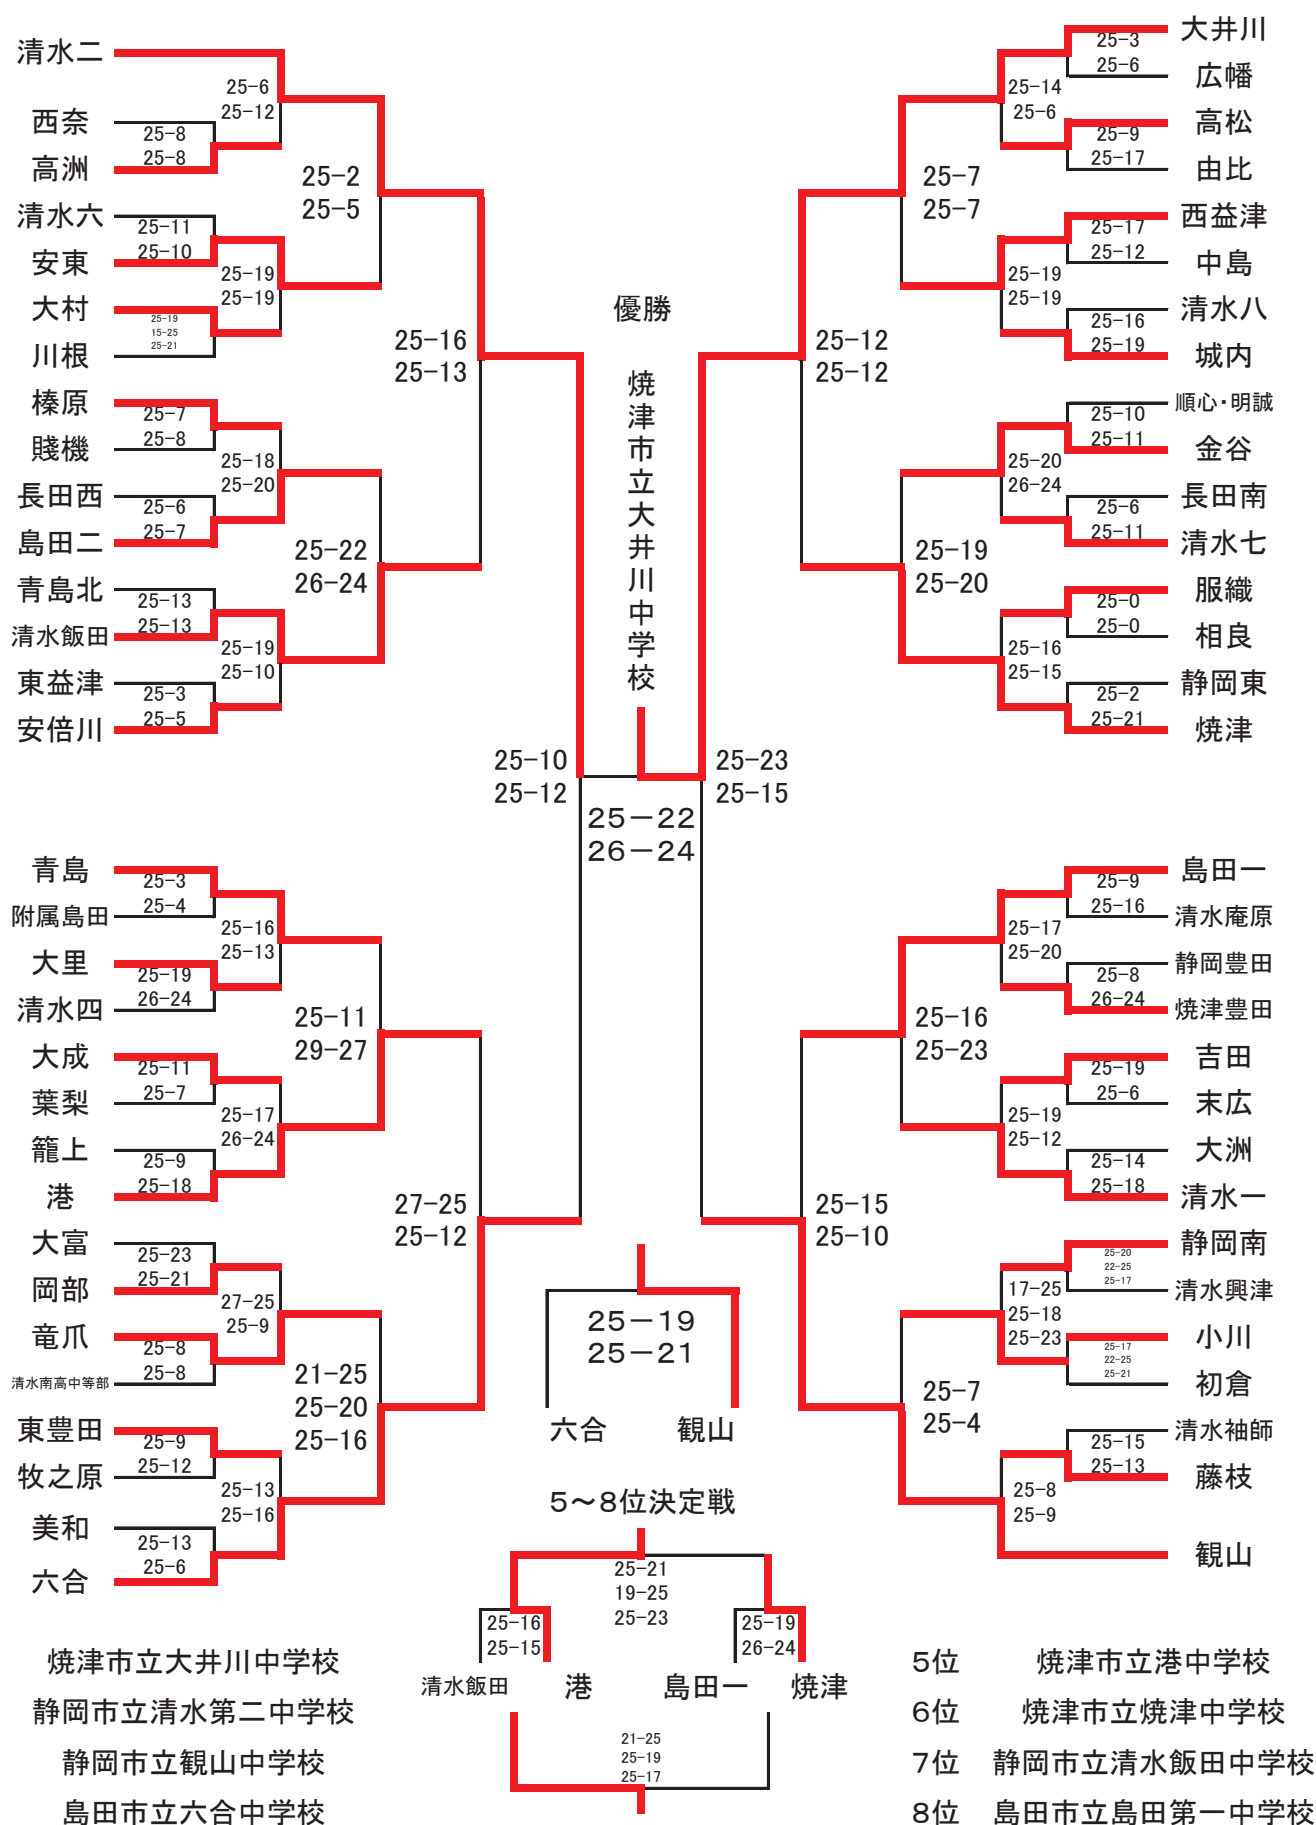 清水二
25-6
25-12
西奈
25-8
25-8
高洲
25-2
25-5
清水六
25-11
25-10
安東
25-19
25-19
大村
25-19
15-25
25-21
川根
25-16
25-13
榛原
25-7
25-8
賤機
25-18
25-20
長田西
25-6
25-7
島田二
25-22
26-24
青島北
25-13
25-13
清水飯田
25-19
25-10
東益津
25-3
25-5
安倍川
25-10
25-12
青島
25-3
25-4
附属島田
25-16
25-13
大里
25-19
26-24
清水四
25-11
29-27
大成
25-11
25-7
葉梨
25-17
26-24
籠上
25-9
25-18
港
27-25
25-12
大富
25-23
25-21
岡部
27-25
25-9
竜爪
25-8
25-8
清水南高中等部
21-25
25-20
25-16
東豊田
25-9
25-12
牧之原
25-13
25-16
美和
25-13
25-6
六合
優勝
焼津市立大井川中学校
25-22
26-24
大井川
25-3
25-6
広幡
25-14
25-6
高松
25-9
25-17
由比
25-7
25-7
西益津
25-17
25-12
中島
25-19
25-19
清水八
25-16
25-19
城内
25-12
25-12
順心・明誠
25-10
25-11
金谷
25-20
26-24
長田南
25-6
25-11
清水七
25-19
25-20
服織
25-0
25-0
相良
25-16
25-15
静岡東
25-2
25-21
焼津
25-23
25-15
島田一
25-9
25-16
清水庵原
25-17
25-20
静岡豊田
25-8
26-24
焼津豊田
25-16
25-23
吉田
25-19
25-6
末広
25-19
25-12
大洲
25-14
25-18
清水一
25-15
25-10
静岡南
25-20
22-25
25-17
清水興津
17-25
25-18
25-23
小川
25-17
22-25
25-21
初倉
25-7
25-4
清水袖師
25-15
25-13
藤枝
25-8
25-9
観山
25-19
25-21
六合 観山
5～8位決定戦
25-21
19-25
25-23
25-16
25-15
25-19
26-24
清水飯田 港 島田一 焼津
21-25
25-19
25-17
焼津市立大井川中学校
静岡市立清水第二中学校
静岡市立観山中学校
島田市立六合中学校
5位 焼津市立港中学校
6位 焼津市立焼津中学校
7位 静岡市立清水飯田中学校
8位 島田市立島田第一中学校